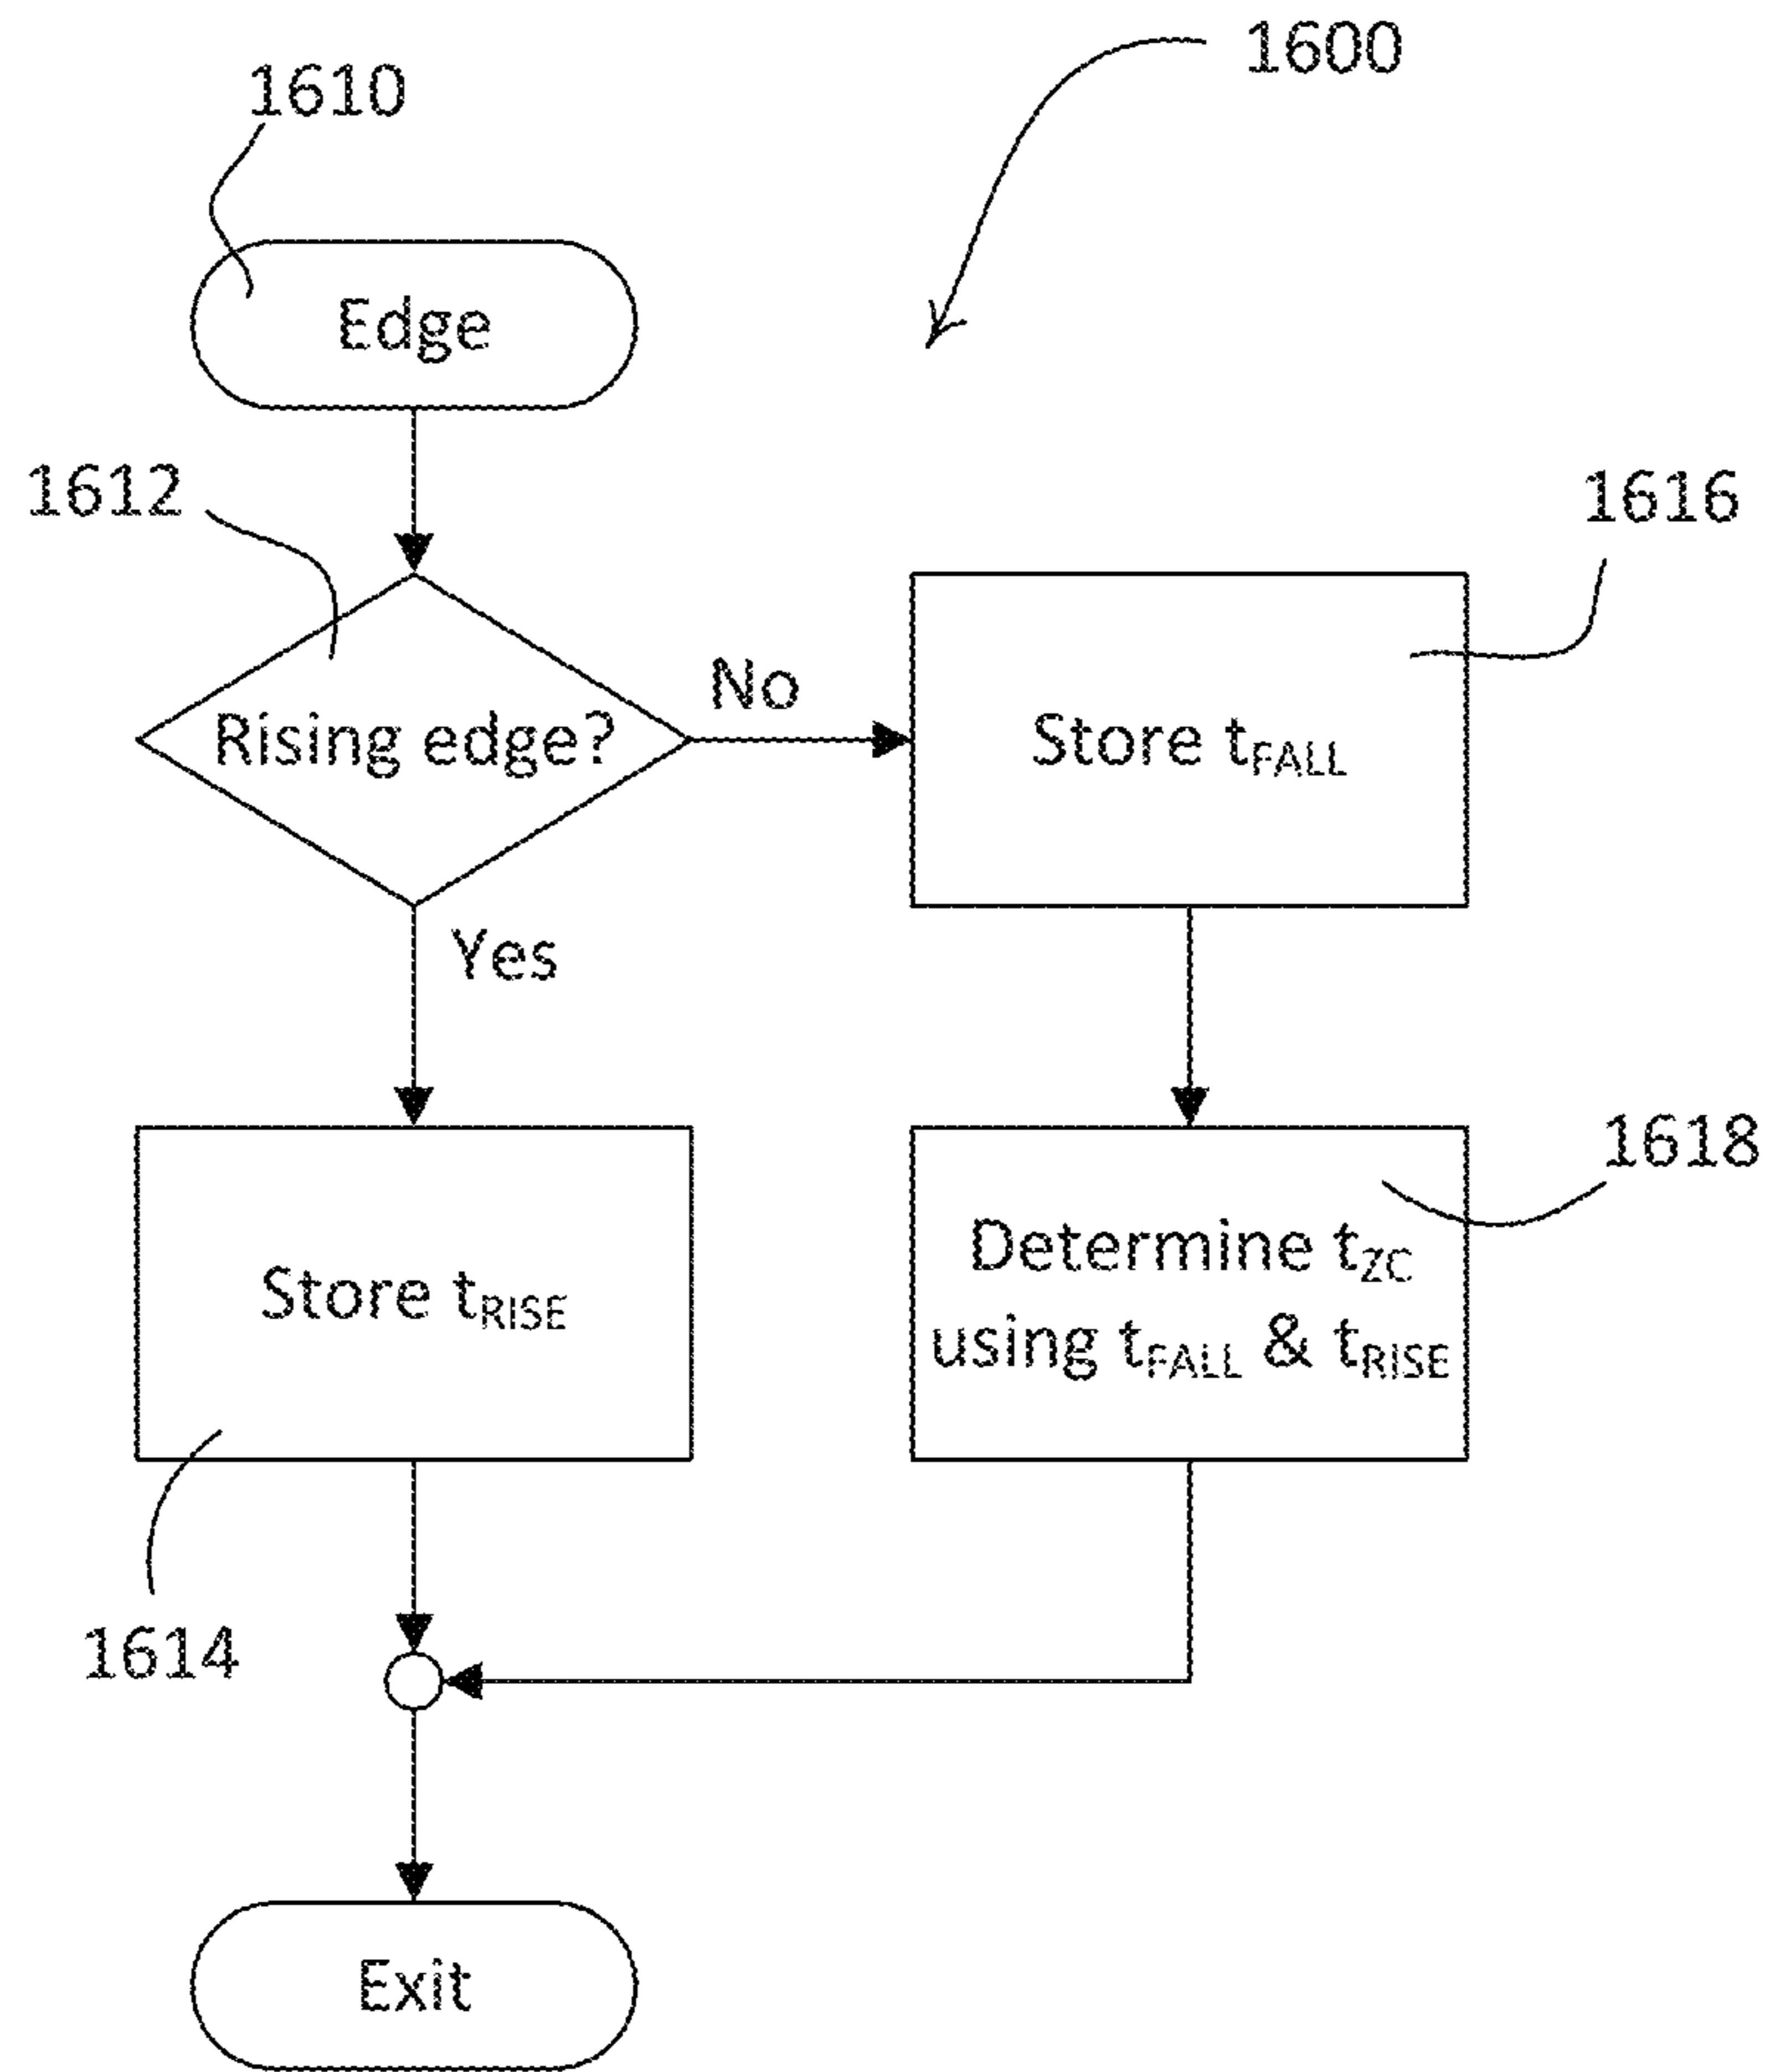 1600
1610
Edge
1612
1616
No
Rising edge?
Store tFALL
Yes
1618
Determine tZC
using tFALL & tRISE
Store tRISE
1614
Exit